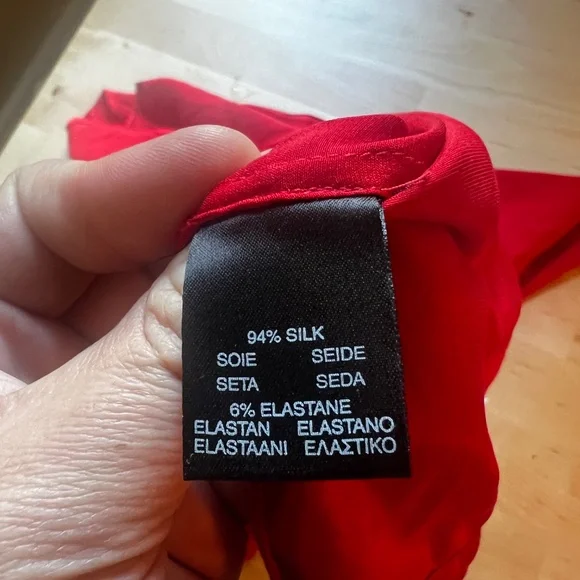 94% SILK
SOIE SEIDE
SETA SEDA
6% ELASTANE
ELASTAN ELASTANO
ELASTAANI ΕΛΑΣΤΙΚΟ